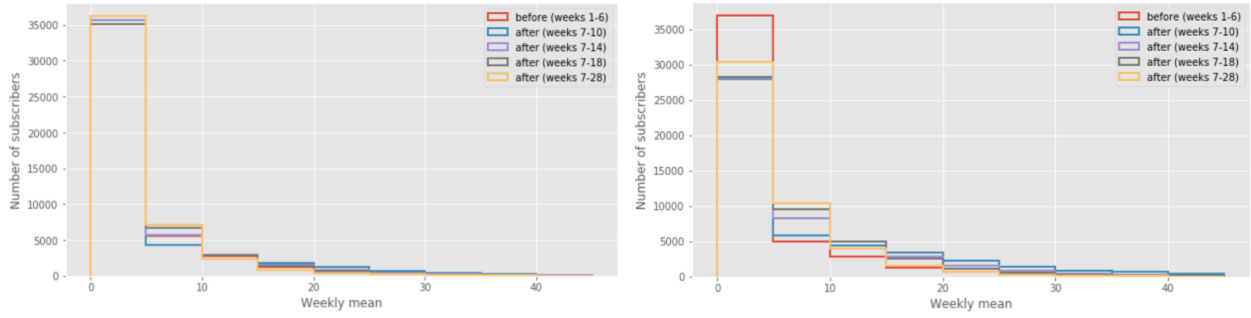 35000
30000
25000
20000
15000
10000
5000
0
Number of subscribers
0
10
20
30
40
Weekly mean
before (weeks 1-6)
after (weeks 7-10)
after (weeks 7-14)
after (weeks 7-18)
after (weeks 7-28)
35000
30000
25000
20000
15000
10000
5000
0
Number of subscribers
0
10
20
30
40
Weekly mean
before (weeks 1-6)
after (weeks 7-10)
after (weeks 7-14)
after (weeks 7-18)
after (weeks 7-28)